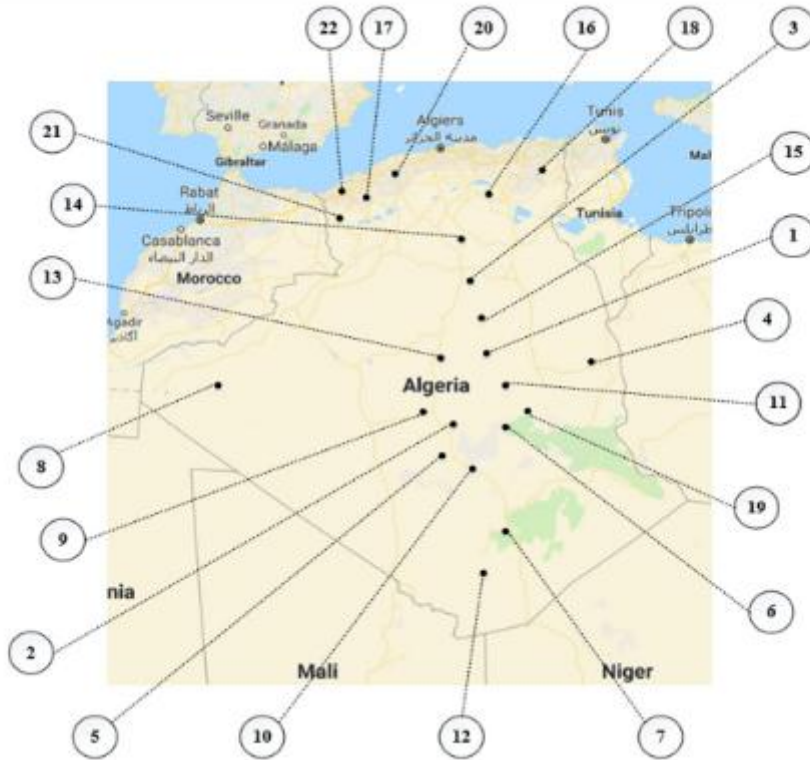 22 17 20 16 18 3
21
14
13
8
9
2
5 10 12 7
15
1
4
11
19
6
Seville
Granada
Málaga
Gibraltar
Algiers
مدينة الجزائر
Tunis
تونس
Rabat
الرباط
Casablanca
الدار البيضاء
Tunisia
Tripoli
طرابلس
Morocco
Agadir
أكادير
Algeria
nia
Mali
Niger